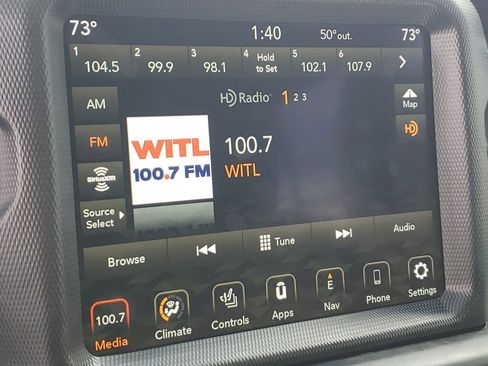 73° 1:40 50°out. 73°
1 2 3 4 5 6
104.5 99.9 98.1 Hold to Set 102.1 107.9
AM
HD Radio 1 2 3
Map
FM
WITL
100.7 FM
100.7
WITL
HD
SiriusXM
Source
Select
Browse Tune Audio
100.7
Media
Climate
Controls
Apps
E
Nav
Phone
Settings